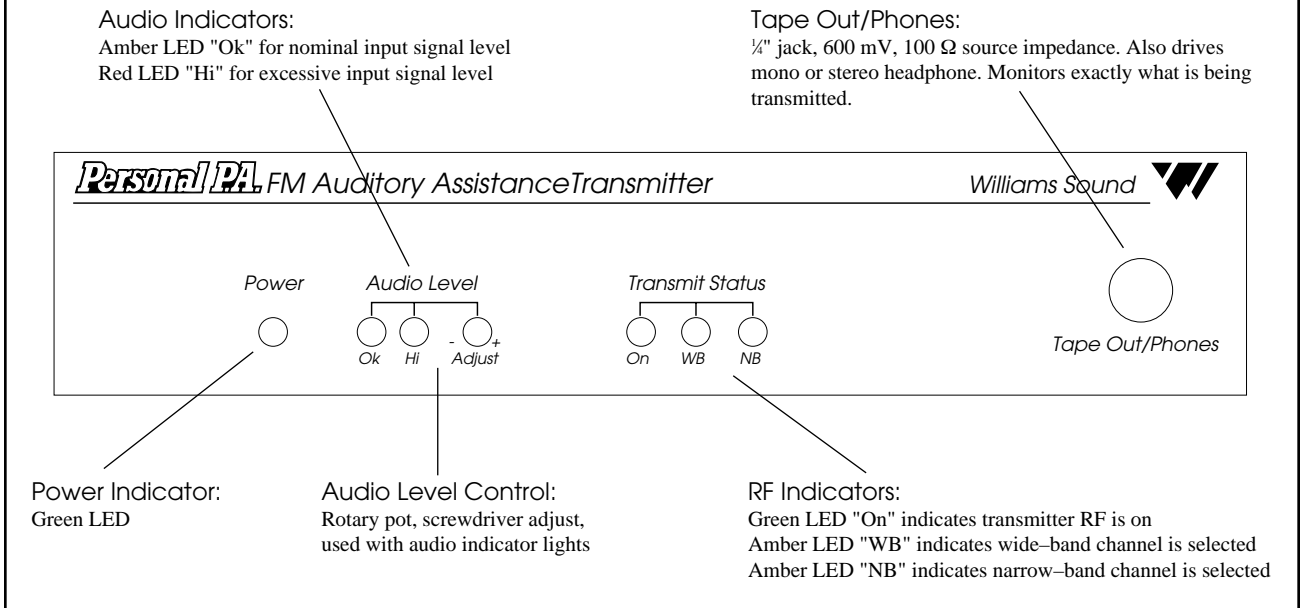 Audio Indicators:
Amber LED "Ok" for nominal input signal level
Red LED "Hi" for excessive input signal level
Tape Out/Phones:
¼" jack, 600 mV, 100 Ω source impedance. Also drives
mono or stereo headphone. Monitors exactly what is being
transmitted.
Personal PA FM Auditory AssistanceTransmitter
Williams Sound
Power
Audio Level
Ok
Hi
- +
Adjust
Transmit Status
On
WB
NB
Tape Out/Phones
Power Indicator:
Green LED
Audio Level Control:
Rotary pot, screwdriver adjust,
used with audio indicator lights
RF Indicators:
Green LED "On" indicates transmitter RF is on
Amber LED "WB" indicates wide–band channel is selected
Amber LED "NB" indicates narrow–band channel is selected